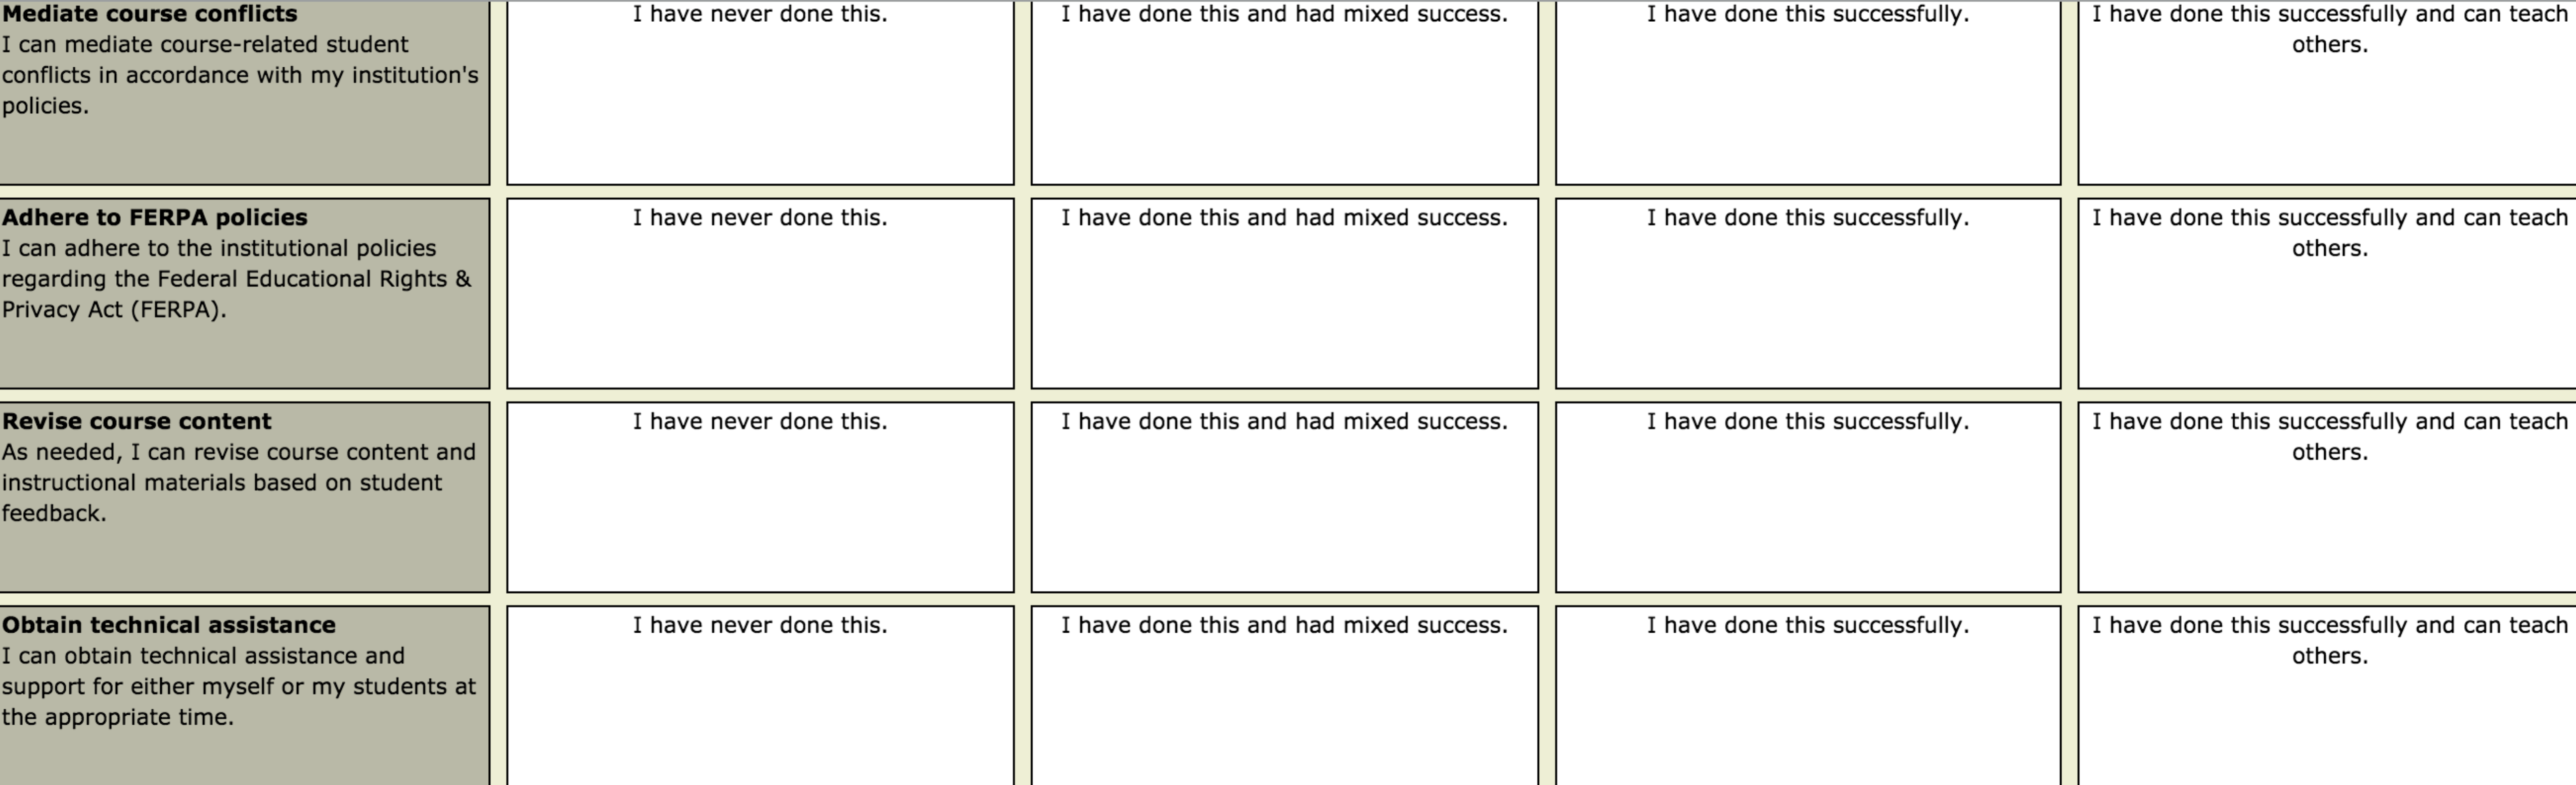 Mediate course conflicts
I can mediate course-related student
conflicts in accordance with my institution's
policies.
I have never done this.
I have done this and had mixed success.
I have done this successfully.
I have done this successfully and can teach
others.
Adhere to FERPA policies
I can adhere to the institutional policies
regarding the Federal Educational Rights &
Privacy Act (FERPA).
I have never done this.
I have done this and had mixed success.
I have done this successfully.
I have done this successfully and can teach
others.
Revise course content
As needed, I can revise course content and
instructional materials based on student
feedback.
I have never done this.
I have done this and had mixed success.
I have done this successfully.
I have done this successfully and can teach
others.
Obtain technical assistance
I can obtain technical assistance and
support for either myself or my students at
the appropriate time.
I have never done this.
I have done this and had mixed success.
I have done this successfully.
I have done this successfully and can teach
others.